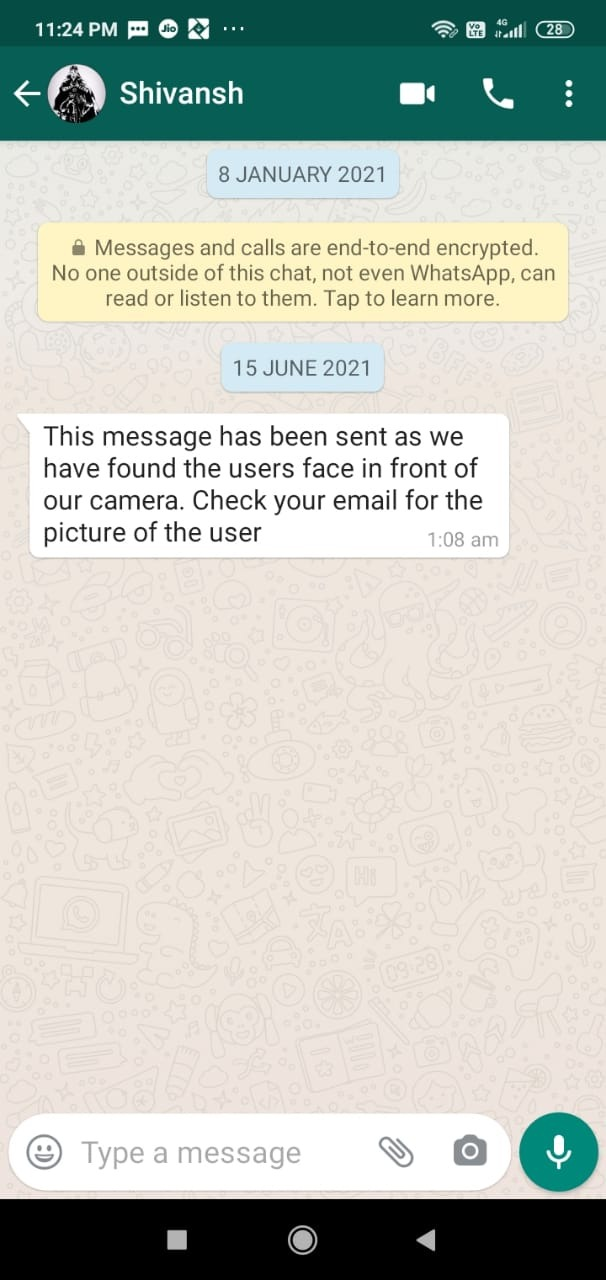 11:24 PM Jio ... Vo LTE 4G 28
Shivansh
8 JANUARY 2021
Messages and calls are end-to-end encrypted.
No one outside of this chat, not even WhatsApp, can
read or listen to them. Tap to learn more.
15 JUNE 2021
This message has been sent as we
have found the users face in front of
our camera. Check your email for the
picture of the user
1:08 am
Hi
09:28
Type a message